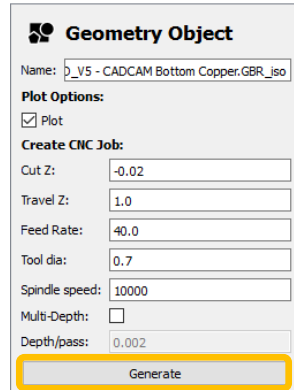 Geometry Object
Name: D_V5 - CADCAM Bottom Copper.GBR_iso
Plot Options:
Plot
Create CNC Job:
Cut Z: -0.02
Travel Z: 1.0
Feed Rate: 40.0
Tool dia: 0.7
Spindle speed: 10000
Multi-Depth:
Depth/pass: 0.002
Generate